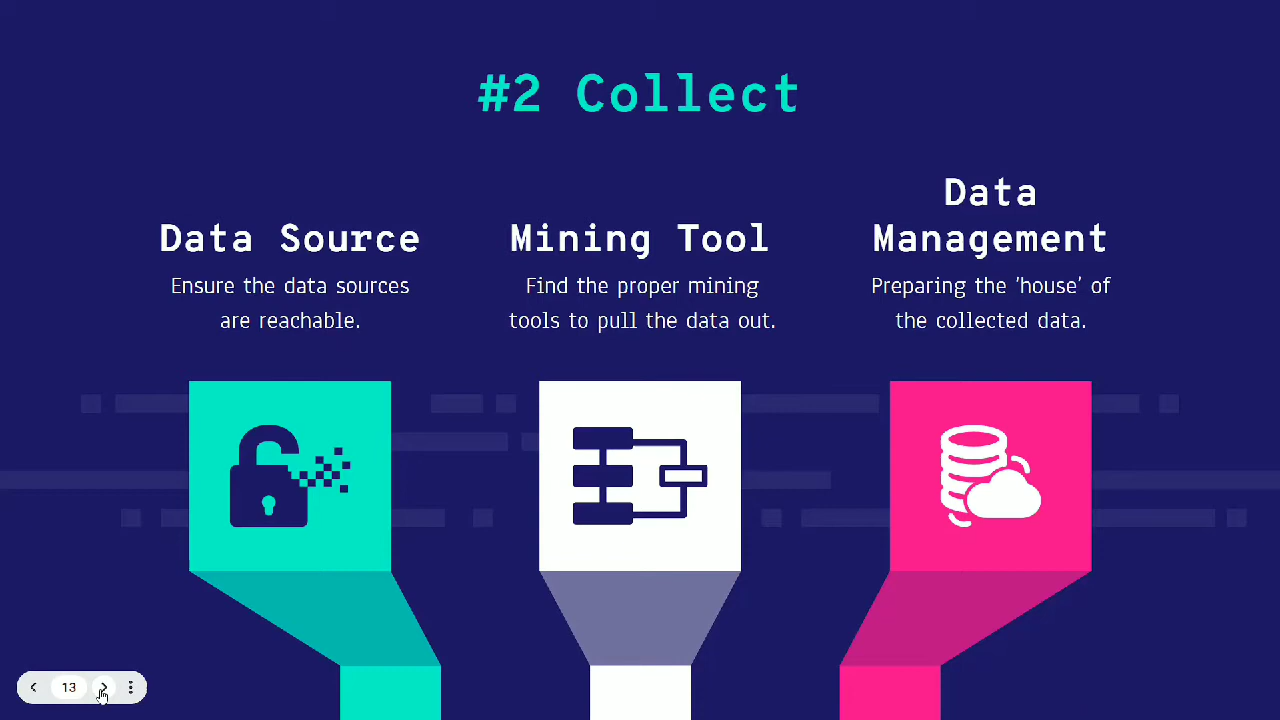 #2 Collect
Data Source
Ensure the data sources
are reachable.
Mining Tool
Find the proper mining
tools to pull the data out.
Data
Management
Preparing the 'house' of
the collected data.
13